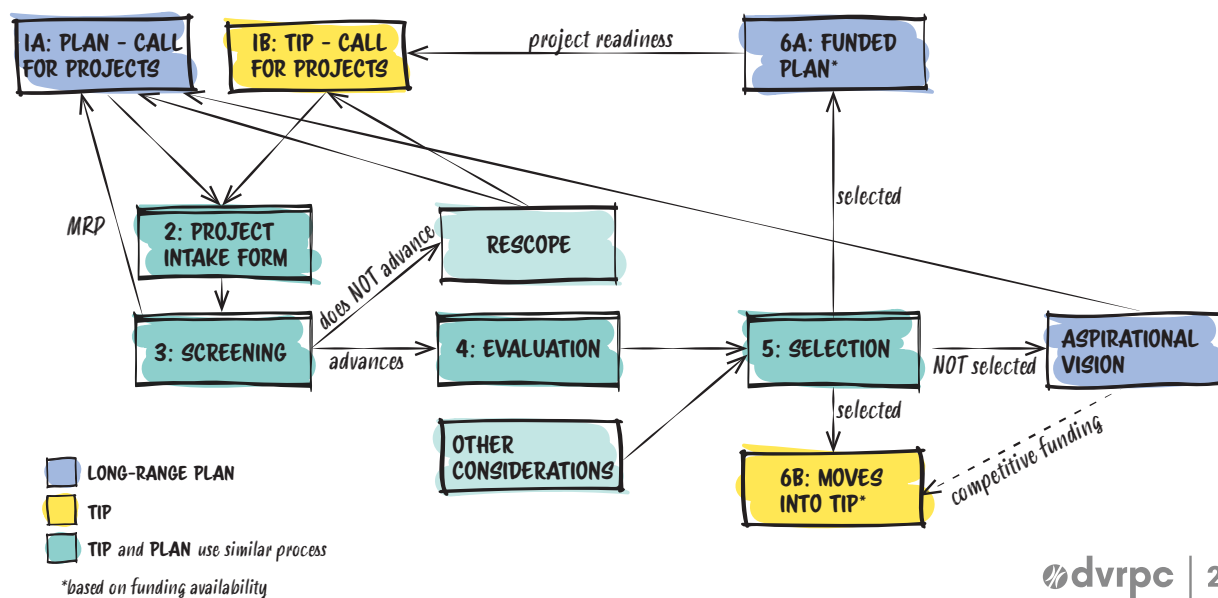 1A: PLAN - CALL
FOR PROJECTS
1B: TIP - CALL
FOR PROJECTS
project readiness
6A: FUNDED
PLAN*
MRP
2: PROJECT
INTAKE FORM
does NOT advance
RESCOPE
selected
3: SCREENING
advances
4: EVALUATION
5: SELECTION
NOT selected
ASPIRATIONAL
VISION
selected
OTHER
CONSIDERATIONS
6B: MOVES
INTO TIP*
competitive funding
LONG-RANGE PLAN
TIP
TIP and PLAN use similar process
*based on funding availability
dvrpc | 2